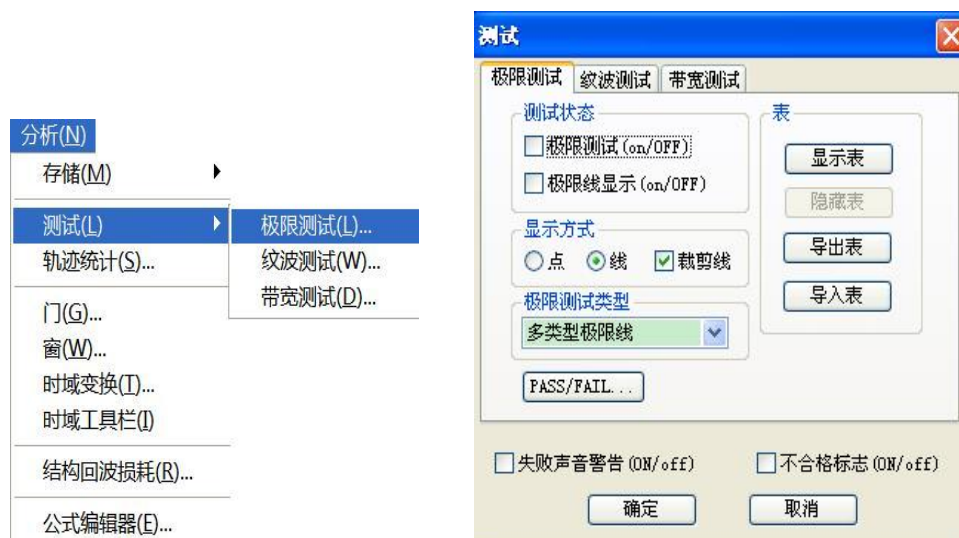 分析(N)
存储(M)
测试(L)
轨迹统计(S)...
门(G)...
窗(W)...
时域变换(T)...
时域工具栏(I)
结构回波损耗(R)...
公式编辑器(E)...
极限测试(L)...
纹波测试(W)...
带宽测试(D)...
测试
极限测试 纹波测试 带宽测试
测试状态
极限测试(on/OFF)
极限线显示(on/OFF)
显示方式
点 线 裁剪线
极限测试类型
多类型极限线
PASS/FAIL...
表
显示表
隐藏表
导出表
导入表
失败声音警告(ON/off) 不合格标志(ON/off)
确定 取消